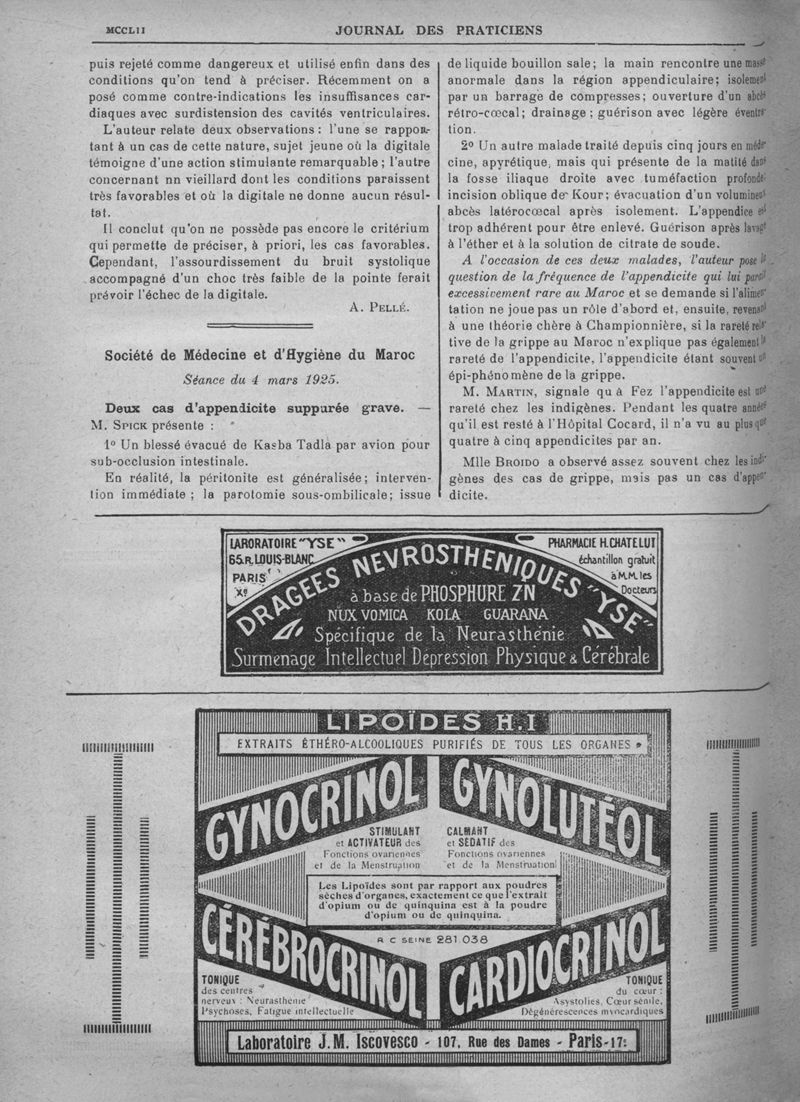 MCCLII
JOURNAL DES PRATICIENS
puis rejeté comme dangereux et utilisé enfin dans des
conditions qu'on tend à préciser. Récemment on a
posé comme contre-indications les insuffisances car-
diaques avec surdistension des cavités ventriculaires.
L'auteur relate deux observations : l'une se rappor-
tant à un cas de cette nature, sujet jeune où la digitale
témoigne d'une action stimulante remarquable ; l'autre
concernant nn vieillard dont les conditions paraissent
très favorables et où la digitale ne donne aucun résul-
tat.
Il conclut qu'on ne possède pas encore le critérium
qui permette de préciser, à priori, les cas favorables.
Cependant, l'assourdissement du bruit systolique
accompagné d'un choc très faible de la pointe ferait
prévoir l'échec de la digitale.
A. PELLÉ.
Société de Médecine et d'Hygiène du Maroc
Séance du 4 mars 1925.
Deux cas d'appendicite suppurée grave. —
M. SPICK présente :
1º Un blessé évacué de Kasba Tadla par avion pour
sub-occlusion intestinale.
En réalité, la péritonite est généralisée ; interven-
tion immédiate ; la parotomie sous-ombilicale ; issue
de liquide bouillon sale ; la main rencontre une masse
anormale dans la région appendiculaire ; isolement
par un barrage de compresses ; ouverture d'un abcès
rétro-cœcal ; drainage ; guérison avec légère éventra-
tion.
2º Un autre malade traité depuis cinq jours en méde-
cine, apyrétique, mais qui présente de la matité dans
la fosse iliaque droite avec tuméfaction profonde
incision oblique de Kour ; évacuation d'un volumineux
abcès latérocœcal après isolement. L'appendice est
trop adhérent pour être enlevé. Guérison après lavage
à l'éther et à la solution de citrate de soude.
A l'occasion de ces deux malades, l'auteur pose la
question de la fréquence de l'appendicite qui lui paraît
excessivement rare au Maroc et se demande si l'alimen-
tation ne joue pas un rôle d'abord et, ensuite, revenant
à une théorie chère à Championnière, si la rareté rela-
tive de la grippe au Maroc n'explique pas également la
rareté de l'appendicite, l'appendicite étant souvent un
épi-phénomène de la grippe.
M. MARTIN, signale qu à Fez l'appendicite est une
rareté chez les indigènes. Pendant les quatre années
qu'il est resté à l'Hôpital Cocard, il n'a vu au plus que
quatre à cinq appendicites par an.
Mlle BROIDO a observé assez souvent chez les indi-
gènes des cas de grippe, mais pas un cas d'appen-
dicite.
LABORATOIRE "YSE"
65. R. LOUIS-BLANC
PARIS
Xº
PHARMACIE H. CHATELUT
échantillon gratuit
à M.M. les
Docteurs
DRAGÉES NEVROSTHENIQUES "YSE"
à base de PHOSPHURE ZN
NUX VOMICA KOLA GUARANA
Spécifique de la Neurasthénie
Surmenage Intellectuel Dépression Physique & Cérébrale
LIPOÏDES H.I
EXTRAITS ÉTHÉRO-ALCOOLIQUES PURIFIÉS DE TOUS LES ORGANES
GYNOCRINOL
STIMULANT
et ACTIVATEUR des
Fonctions ovariennes
et de la Menstruation
GYNOLUTÉOL
CALMANT
et SÉDATIF des
Fonctions ovariennes
et de la Menstruation
Les Lipoïdes sont par rapport aux poudres
sèches d'organes, exactement ce que l'extrait
d'opium ou de quinquina est à la poudre
d'opium ou de quinquina.
R C SEINE 281.038
CÉRÉBROCRINOL
TONIQUE
des centres
nerveux : Neurasthénie
Psychoses, Fatigue intellectuelle
CARDIOCRINOL
TONIQUE
du cœur :
Asystolies, Cœur sénile,
Dégénérescences myocardiques
Laboratoire J.M. ISCOVESCO - 107, Rue des Dames - PARIS-17e